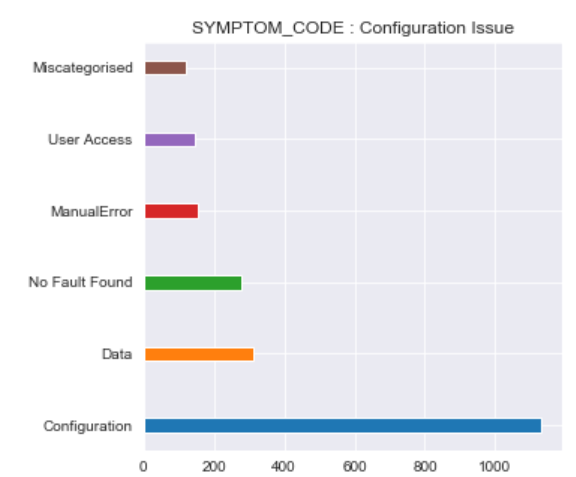 SYMPTOM_CODE : Configuration Issue
Miscategorised
User Access
ManualError
No Fault Found
Data
Configuration
0 200 400 600 800 1000